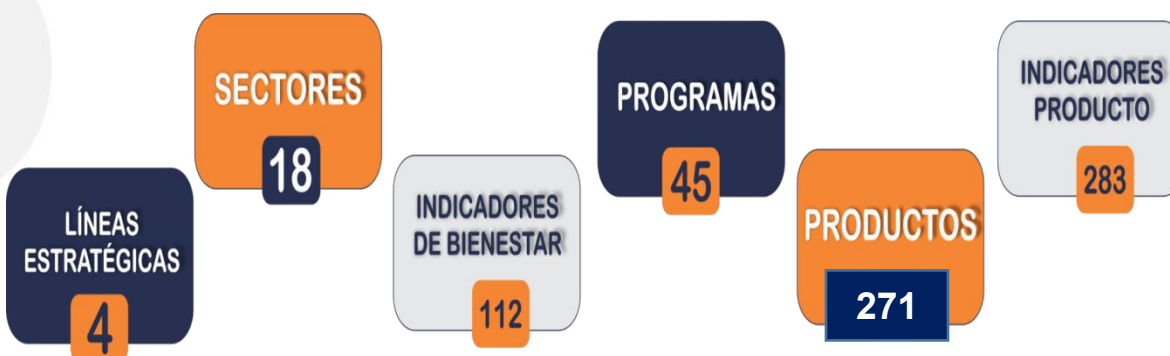 LÍNEAS
ESTRATÉGICAS
4
SECTORES
18
INDICADORES
DE BIENESTAR
112
PROGRAMAS
45
PRODUCTOS
271
INDICADORES
PRODUCTO
283